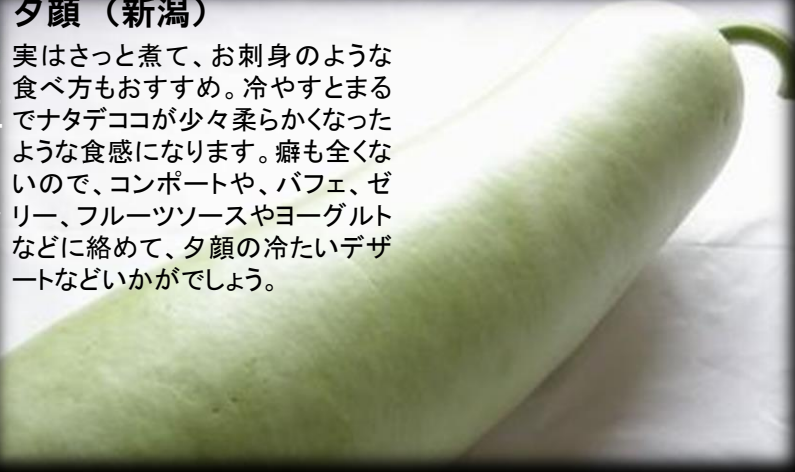 夕顔 （新潟）
実はさっと煮て、お刺身のような
食べ方もおすすめ。冷やすとまる
でナタデココが少々柔らかくなった
ような食感になります。癖も全くな
いので、コンポートや、バフェ、ゼ
リー、フルーツソースやヨーグルト
などに絡めて、夕顔の冷たいデザ
ートなどいかがでしょう。